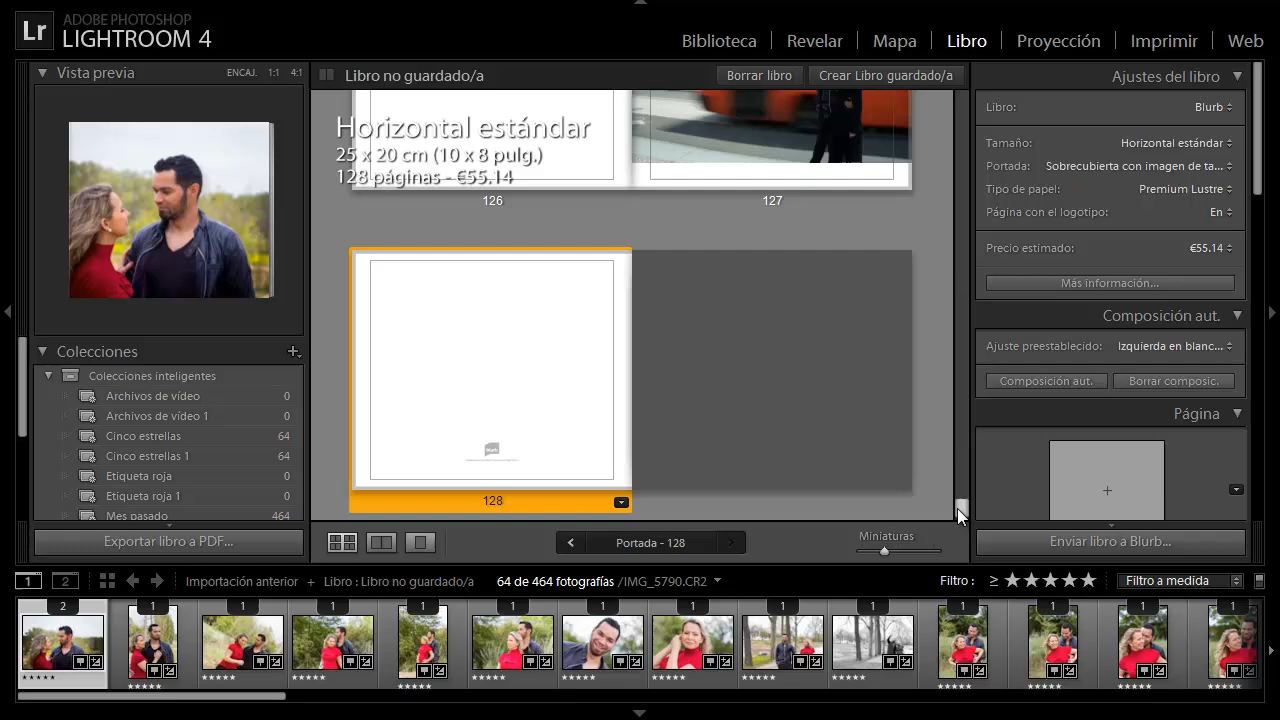 Lr
ADOBE PHOTOSHOP
LIGHTROOM 4
Biblioteca | Revelar | Mapa | Libro | Proyección | Imprimir | Web
Vista previa
ENCAJ. 1:1 4:1
Libro no guardado/a
Borrar libro
Crear Libro guardado/a
Horizontal estándar
25 x 20 cm (10 x 8 pulg.)
128 páginas - €55.14
126
127
128
Ajustes del libro
Libro: Blurb
Tamaño: Horizontal estándar
Portada: Sobrecubierta con imagen de ta...
Tipo de papel: Premium Lustre
Página con el logotipo: En
Precio estimado: €55.14
Más información...
Composición aut.
Ajuste preestablecido: Izquierda en blanc...
Composición aut.
Borrar composic.
Página
Colecciones
Colecciones inteligentes
Archivos de vídeo 0
Archivos de vídeo 1 0
Cinco estrellas 64
Cinco estrellas 1 64
Etiqueta roja 0
Etiqueta roja 1 0
Mes pasado 464
Exportar libro a PDF...
Portada - 128
Miniaturas
Enviar libro a Blurb...
1 2
Importación anterior + Libro : Libro no guardado/a
64 de 464 fotografías /IMG_5790.CR2
Filtro : ≥ ★★★★★
Filtro a medida
2 1 1 1 1 1 1 1 1 1 1 1 1 1